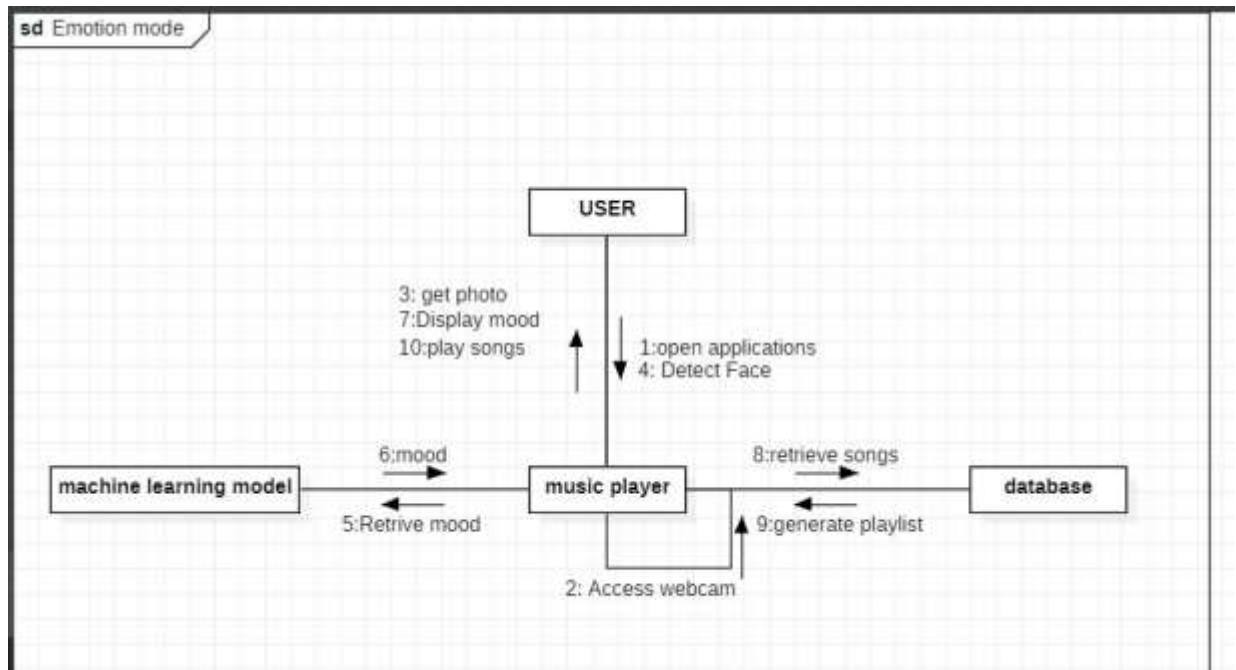 sd Emotion mode
USER
3: get photo
7:Display mood
10:play songs
1:open applications
4: Detect Face
6:mood
8:retrieve songs
machine learning model
music player
database
5:Retrive mood
9:generate playlist
2: Access webcam